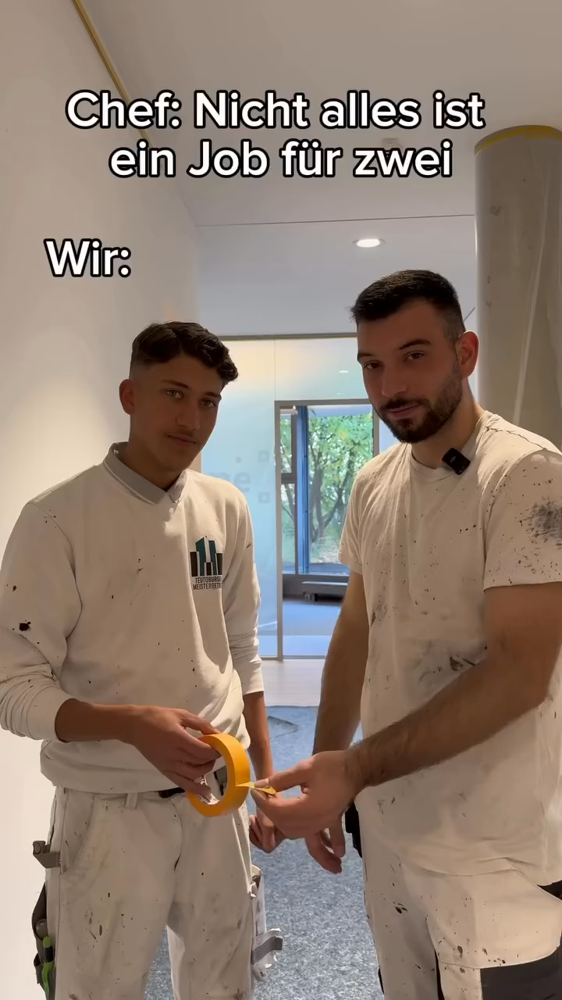 Chef: Nicht alles ist
ein Job für zwei
Wir:
TEUTOBURGER
MEISTERBETRIEB